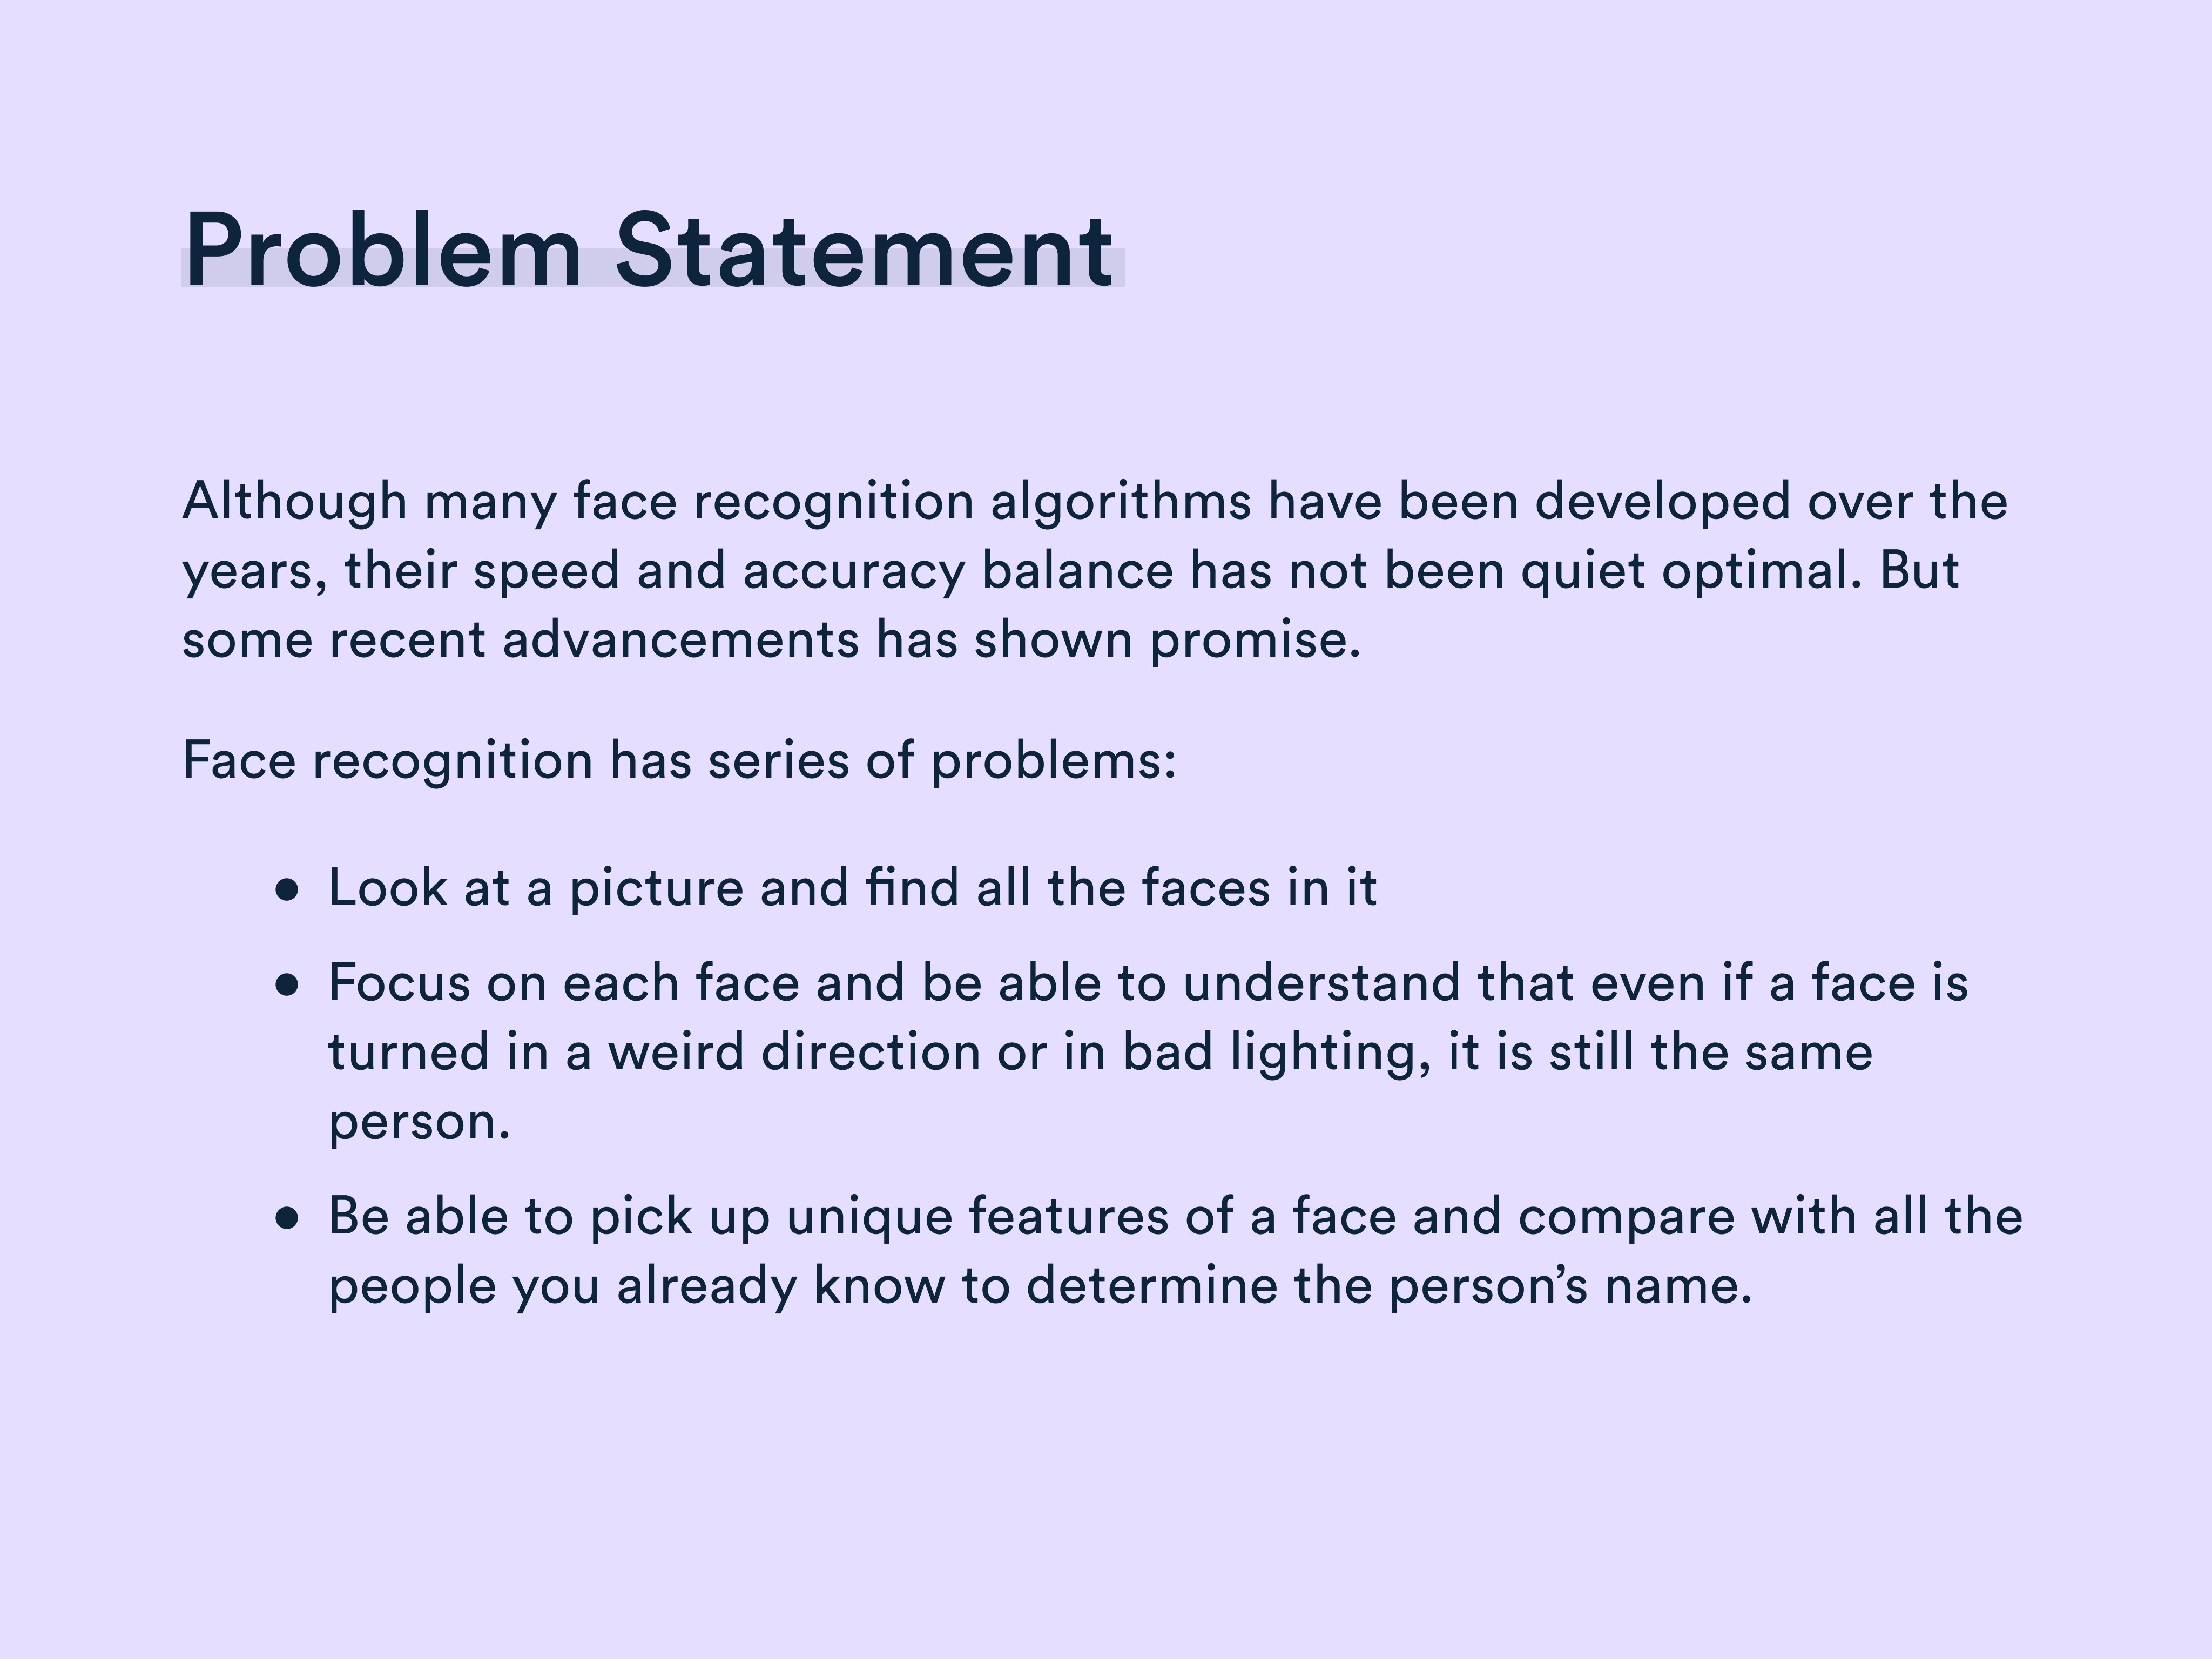 Problem Statement
Although many face recognition algorithms have been developed over the
years, their speed and accuracy balance has not been quiet optimal. But
some recent advancements has shown promise.
Face recognition has series of problems:
● Look at a picture and find all the faces in it
● Focus on each face and be able to understand that even if a face is
turned in a weird direction or in bad lighting, it is still the same
person.
● Be able to pick up unique features of a face and compare with all the
people you already know to determine the person’s name.